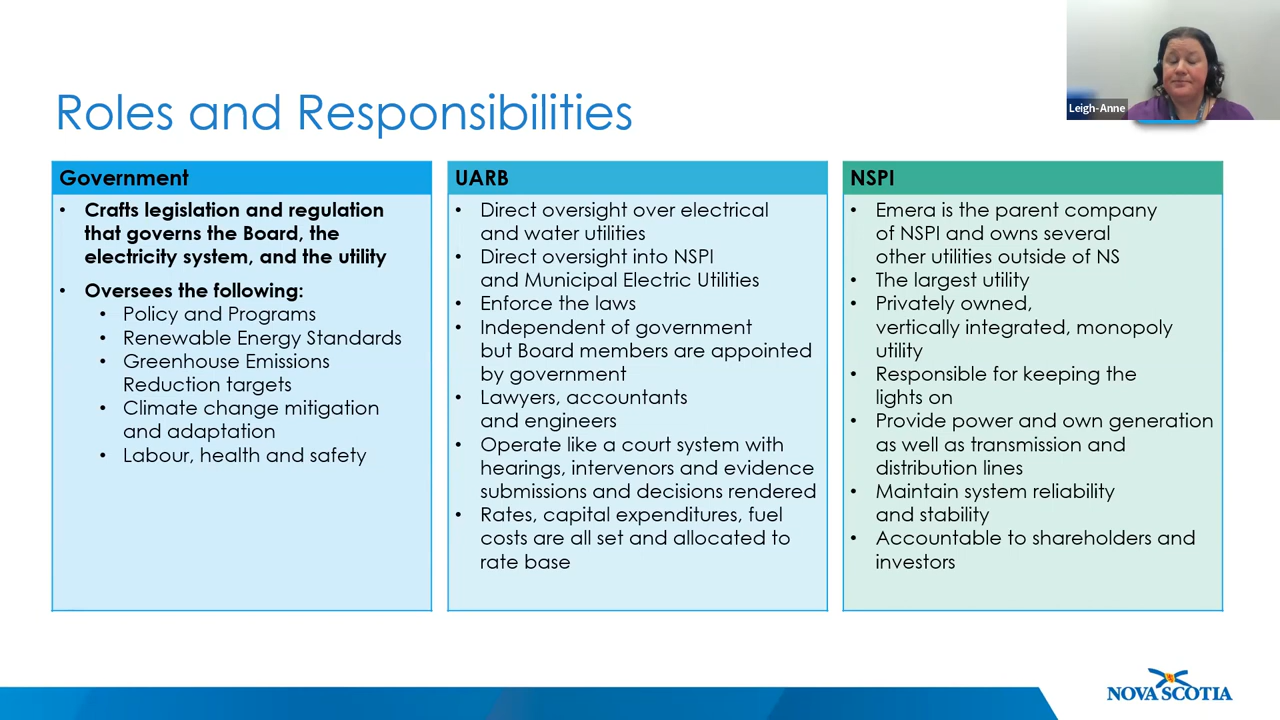 Leigh-Anne
Roles and Responsibilities
Government
• Crafts legislation and regulation
that governs the Board, the
electricity system, and the utility
• Oversees the following:
• Policy and Programs
• Renewable Energy Standards
• Greenhouse Emissions
Reduction targets
• Climate change mitigation
and adaptation
• Labour, health and safety
UARB
• Direct oversight over electrical
and water utilities
• Direct oversight into NSPI
and Municipal Electric Utilities
• Enforce the laws
• Independent of government
but Board members are appointed
by government
• Lawyers, accountants
and engineers
• Operate like a court system with
hearings, intervenors and evidence
submissions and decisions rendered
• Rates, capital expenditures, fuel
costs are all set and allocated to
rate base
NSPI
• Emera is the parent company
of NSPI and owns several
other utilities outside of NS
• The largest utility
• Privately owned,
vertically integrated, monopoly
utility
• Responsible for keeping the
lights on
• Provide power and own generation
as well as transmission and
distribution lines
• Maintain system reliability
and stability
• Accountable to shareholders and
investors
NOVA SCOTIA